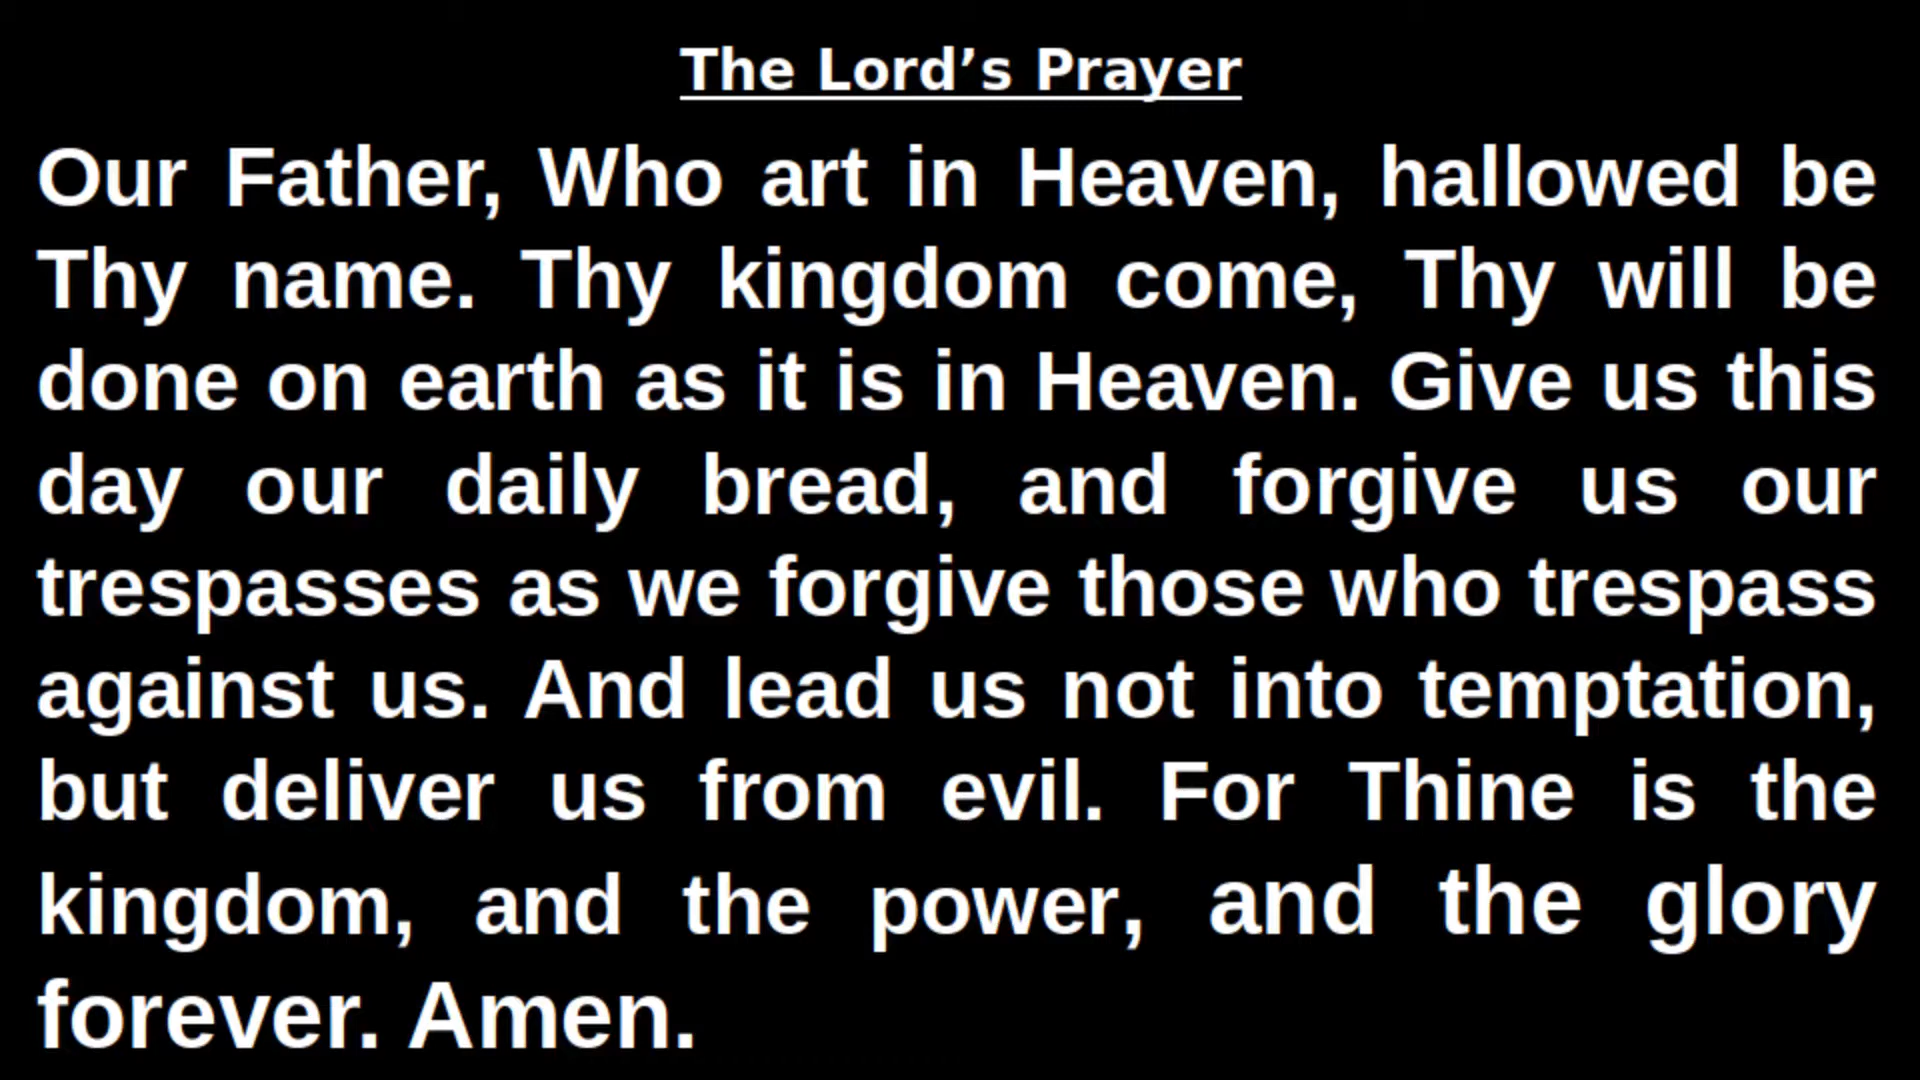 The Lord’s Prayer
Our Father, Who art in Heaven, hallowed be
Thy name. Thy kingdom come, Thy will be
done on earth as it is in Heaven. Give us this
day our daily bread, and forgive us our
trespasses as we forgive those who trespass
against us. And lead us not into temptation,
but deliver us from evil. For Thine is the
kingdom, and the power, and the glory
forever. Amen.